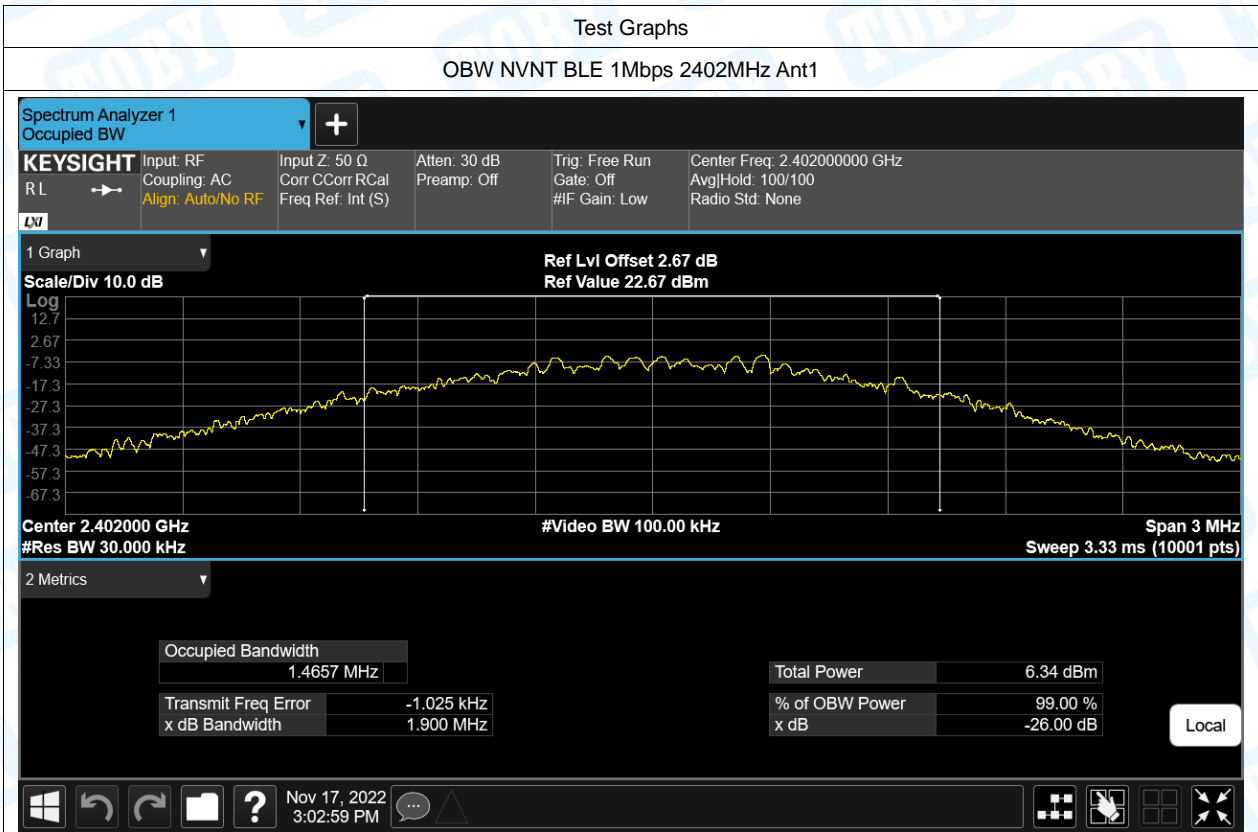 Test Graphs
OBW NVNT BLE 1Mbps 2402MHz Ant1
Spectrum Analyzer 1
Occupied BW
KEYSIGHT
R L
LXI
Input: RF
Coupling: AC
Align: Auto/No RF
Input Z: 50 Ω
Corr CCorr RCal
Freq Ref: Int (S)
Atten: 30 dB
Preamp: Off
Trig: Free Run
Gate: Off
#IF Gain: Low
Center Freq: 2.402000000 GHz
Avg|Hold: 100/100
Radio Std: None
1 Graph
Scale/Div 10.0 dB
Ref Lvl Offset 2.67 dB
Ref Value 22.67 dBm
Log
12.7
2.67
-7.33
-17.3
-27.3
-37.3
-47.3
-57.3
-67.3
Center 2.402000 GHz
#Video BW 100.00 kHz
Span 3 MHz
#Res BW 30.000 kHz
Sweep 3.33 ms (10001 pts)
2 Metrics
Occupied Bandwidth
1.4657 MHz
Total Power 6.34 dBm
Transmit Freq Error -1.025 kHz
% of OBW Power 99.00 %
x dB Bandwidth 1.900 MHz
x dB -26.00 dB
Local
?
Nov 17, 2022
3:02:59 PM
TOBY